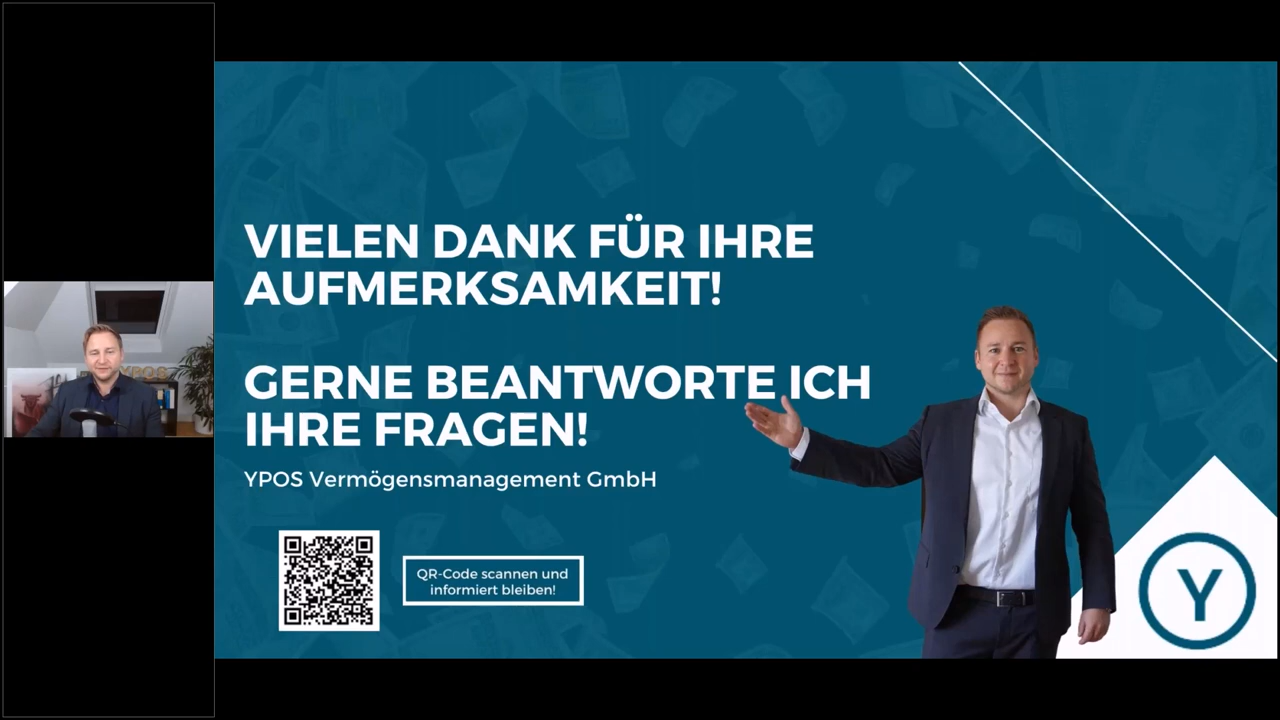 VIELEN DANK FÜR IHRE
AUFMERKSAMKEIT!
GERNE BEANTWORTE ICH
IHRE FRAGEN!
YPOS Vermögensmanagement GmbH
QR-Code scannen und
informiert bleiben!
Y
YPOS